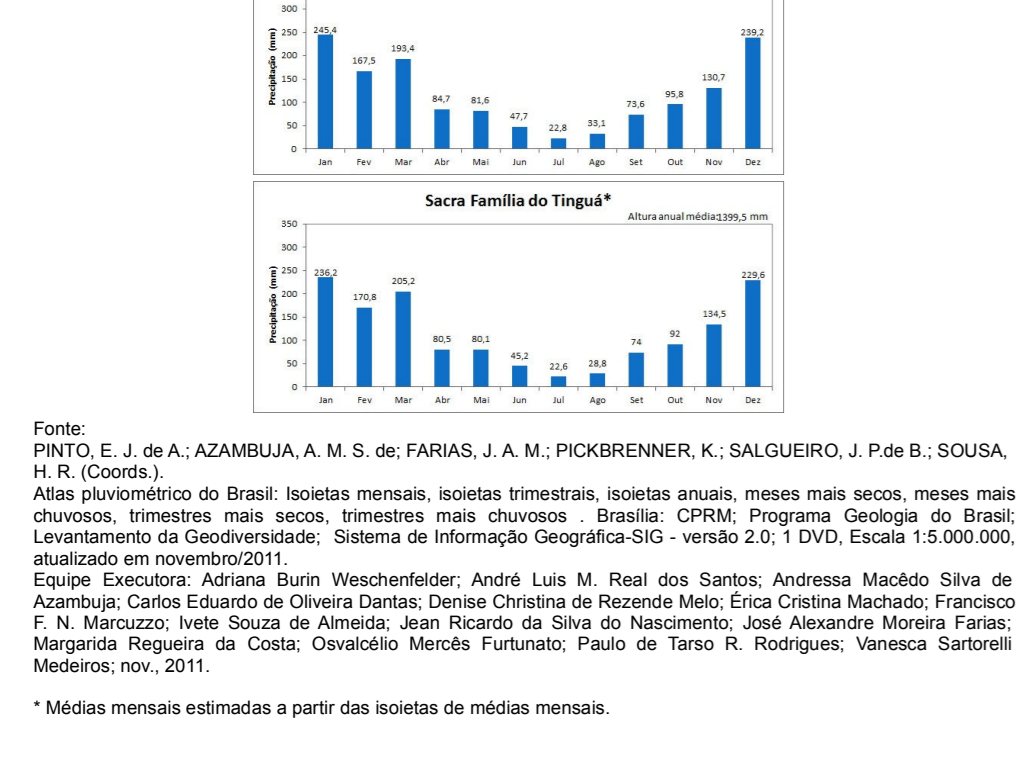 300
250
200
150
100
50
0
Precipitação (mm)
245,4
167,5
193,4
84,7
81,6
47,7
22,8
33,1
73,6
95,8
130,7
239,2
Jan Fev Mar Abr Mai Jun Jul Ago Set Out Nov Dez
Sacra Família do Tinguá*
Altura anual média:1399,5 mm
350
300
250
200
150
100
50
0
Precipitação (mm)
236,2
170,8
205,2
80,5
80,1
45,2
22,6
28,8
74
92
134,5
229,6
Jan Fev Mar Abr Mai Jun Jul Ago Set Out Nov Dez
Fonte:
PINTO, E. J. de A.; AZAMBUJA, A. M. S. de; FARIAS, J. A. M.; PICKBRENNER, K.; SALGUEIRO, J. P.de B.; SOUSA,
H. R. (Coords.).
Atlas pluviométrico do Brasil: Isoietas mensais, isoietas trimestrais, isoietas anuais, meses mais secos, meses mais
chuvosos, trimestres mais secos, trimestres mais chuvosos . Brasília: CPRM; Programa Geologia do Brasil;
Levantamento da Geodiversidade; Sistema de Informação Geográfica-SIG - versão 2.0; 1 DVD, Escala 1:5.000.000,
atualizado em novembro/2011.
Equipe Executora: Adriana Burin Weschenfelder; André Luis M. Real dos Santos; Andressa Macêdo Silva de
Azambuja; Carlos Eduardo de Oliveira Dantas; Denise Christina de Rezende Melo; Érica Cristina Machado; Francisco
F. N. Marcuzzo; Ivete Souza de Almeida; Jean Ricardo da Silva do Nascimento; José Alexandre Moreira Farias;
Margarida Regueira da Costa; Osvalcélio Mercês Furtunato; Paulo de Tarso R. Rodrigues; Vanesca Sartorelli
Medeiros; nov., 2011.
* Médias mensais estimadas a partir das isoietas de médias mensais.